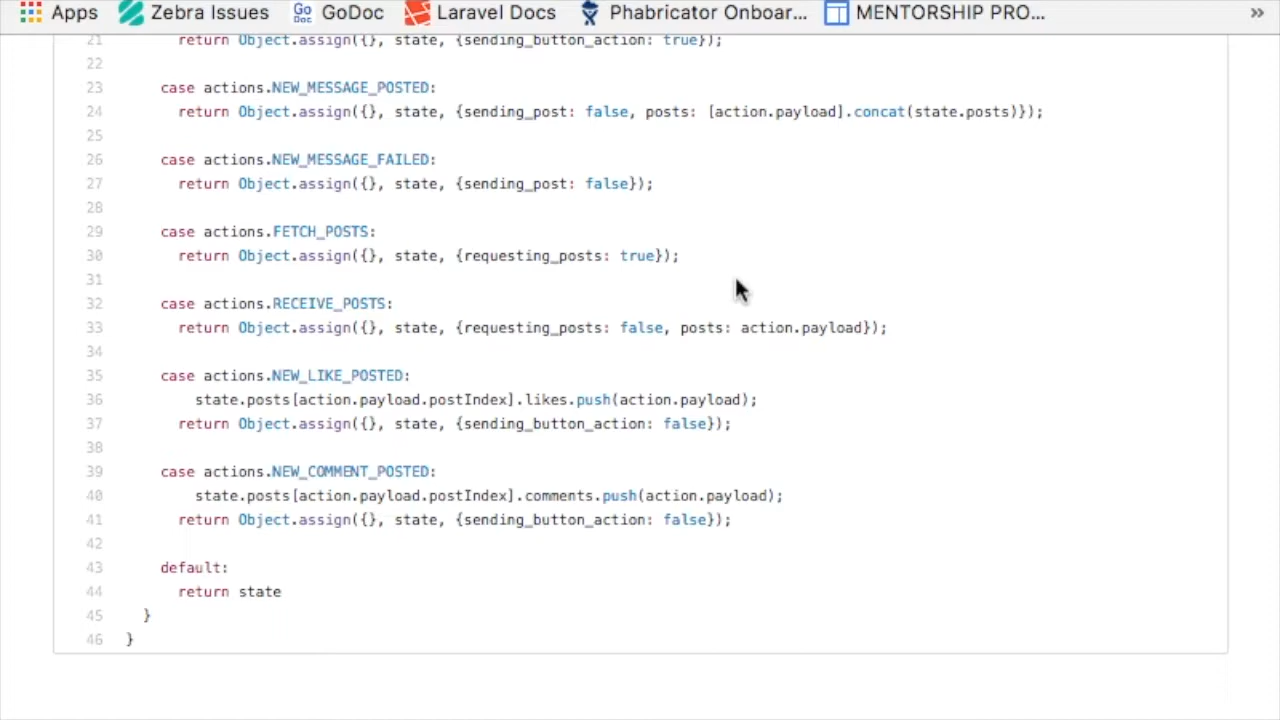 Apps Zebra Issues Go Doc GoDoc Laravel Docs Phabricator Onboar... MENTORSHIP PRO... »
21 return Object.assign({}, state, {sending_button_action: true});
22
23 case actions.NEW_MESSAGE_POSTED:
24 return Object.assign({}, state, {sending_post: false, posts: [action.payload].concat(state.posts)});
25
26 case actions.NEW_MESSAGE_FAILED:
27 return Object.assign({}, state, {sending_post: false});
28
29 case actions.FETCH_POSTS:
30 return Object.assign({}, state, {requesting_posts: true});
31
32 case actions.RECEIVE_POSTS:
33 return Object.assign({}, state, {requesting_posts: false, posts: action.payload});
34
35 case actions.NEW_LIKE_POSTED:
36 state.posts[action.payload.postIndex].likes.push(action.payload);
37 return Object.assign({}, state, {sending_button_action: false});
38
39 case actions.NEW_COMMENT_POSTED:
40 state.posts[action.payload.postIndex].comments.push(action.payload);
41 return Object.assign({}, state, {sending_button_action: false});
42
43 default:
44 return state
45 }
46 }